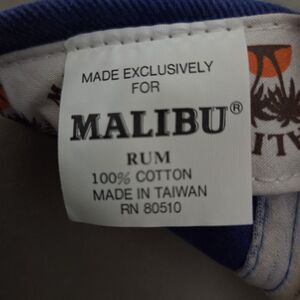 MADE EXCLUSIVELY
FOR
MALIBU®
RUM
100% COTTON
MADE IN TAIWAN
RN 80510